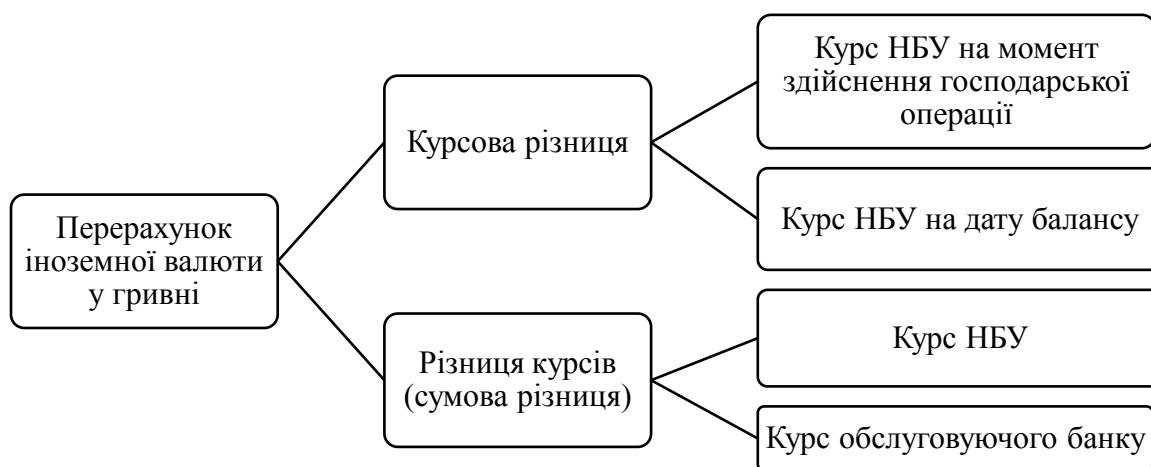 Перерахунок
іноземної валюти
у гривні
Курсова різниця
Курс НБУ на момент
здійснення господарської
операції
Курс НБУ на дату балансу
Різниця курсів
(сумова різниця)
Курс НБУ
Курс обслуговуючого банку